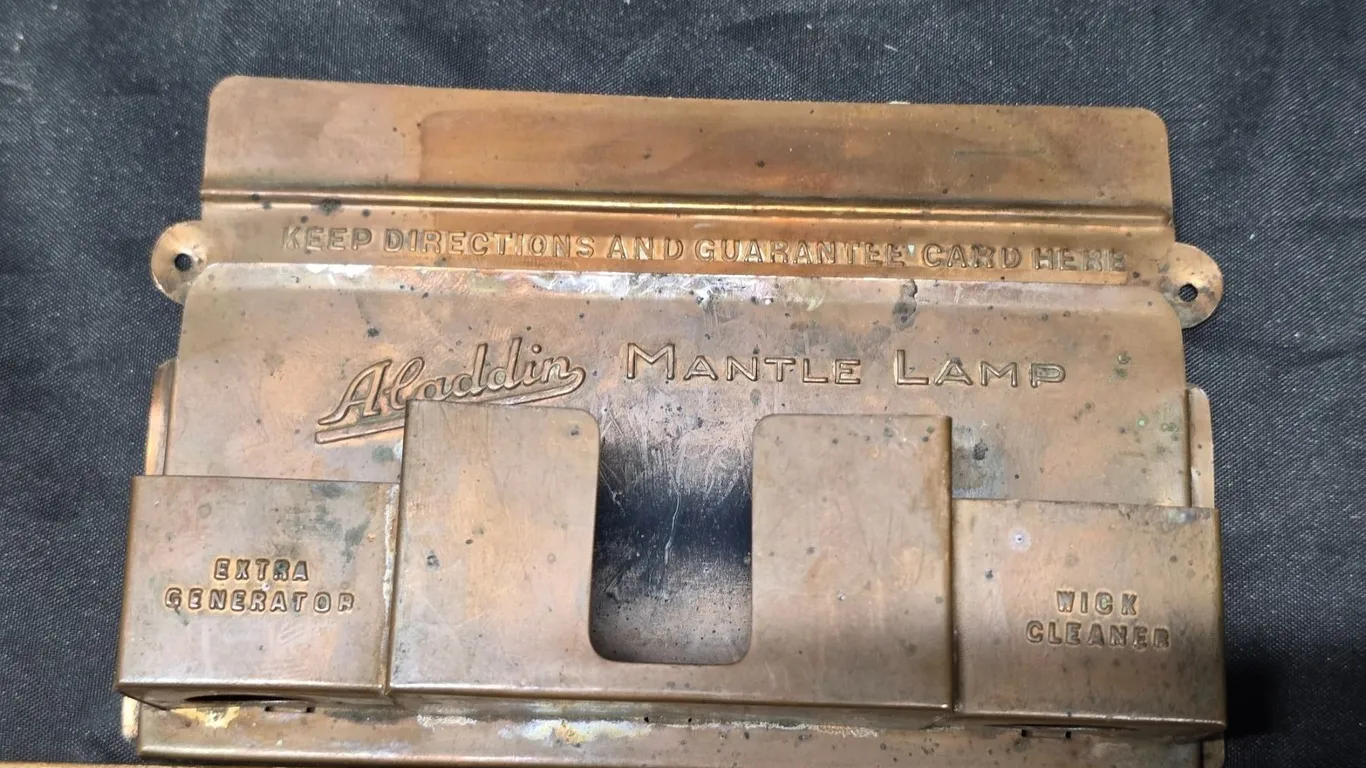 KEEP DIRECTIONS AND GUARANTEE CARD HERE
Aladdin MANTLE LAMP
EXTRA
GENERATOR
WICK
CLEANER